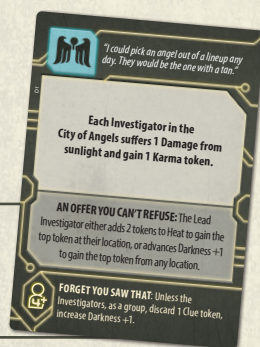 "I could pick an angel out of a lineup any
day. They would be the one with a tan."
Each Investigator in the
City of Angels suffers 1 Damage from
sunlight and gain 1 Karma token.
AN OFFER YOU CAN'T REFUSE: The Lead
Investigator either adds 2 tokens to Heat to gain the
top token at their location, or advances Darkness +1
to gain the top token from any location.
FORGET YOU SAW THAT: Unless the
Investigators, as a group, discard 1 Clue token,
increase Darkness +1.
4+